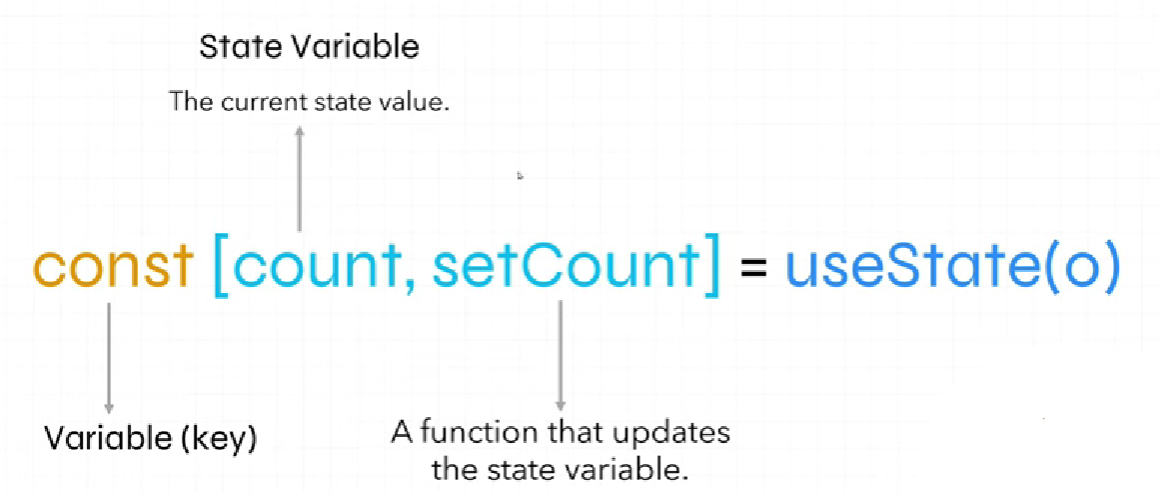 State Variable
The current state value.
const [count, setCount] = useState(o)
Variable (key)
A function that updates
the state variable.